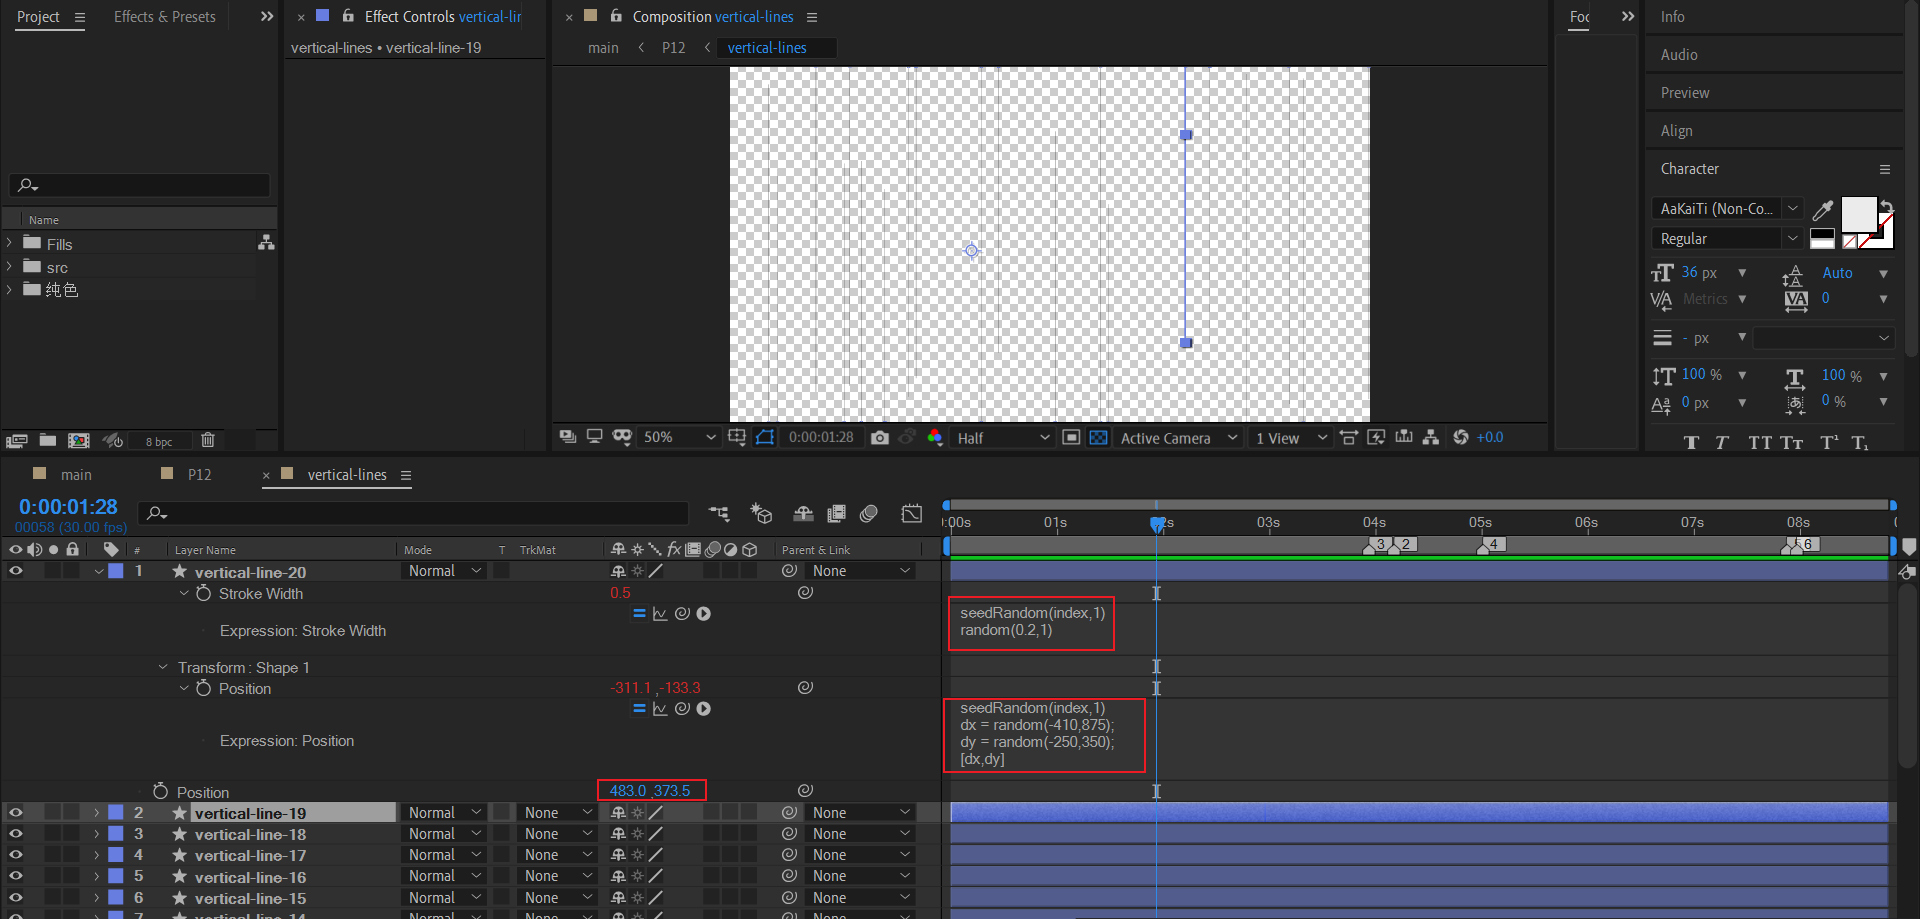 Project
Effects & Presets
Effect Controls vertical-lir
Composition vertical-lines
Foc
Info
vertical-lines • vertical-line-19
main
P12
vertical-lines
Audio
Preview
Align
Character
AaKaiTi (Non-Co...
Regular
Name
Fills
src
纯色
36 px
Auto
Metrics
0
- px
100 %
100 %
0 px
0 %
8 bpc
50%
0:00:01:28
Half
Active Camera
1 View
+0.0
main
P12
vertical-lines
0:00:01:28
00058 (30.00 fps)
:00s
01s
2s
03s
04s
05s
06s
07s
08s
3
2
4
6
#
Layer Name
Mode
T
TrkMat
Parent & Link
1
vertical-line-20
Normal
None
Stroke Width
0.5
Expression: Stroke Width
seedRandom(index,1)
random(0.2,1)
Transform : Shape 1
Position
-311.1 ,-133.3
Expression: Position
seedRandom(index,1)
dx = random(-410,875);
dy = random(-250,350);
[dx,dy]
Position
483.0 ,373.5
2
vertical-line-19
Normal
None
None
3
vertical-line-18
Normal
None
None
4
vertical-line-17
Normal
None
None
5
vertical-line-16
Normal
None
None
6
vertical-line-15
Normal
None
None